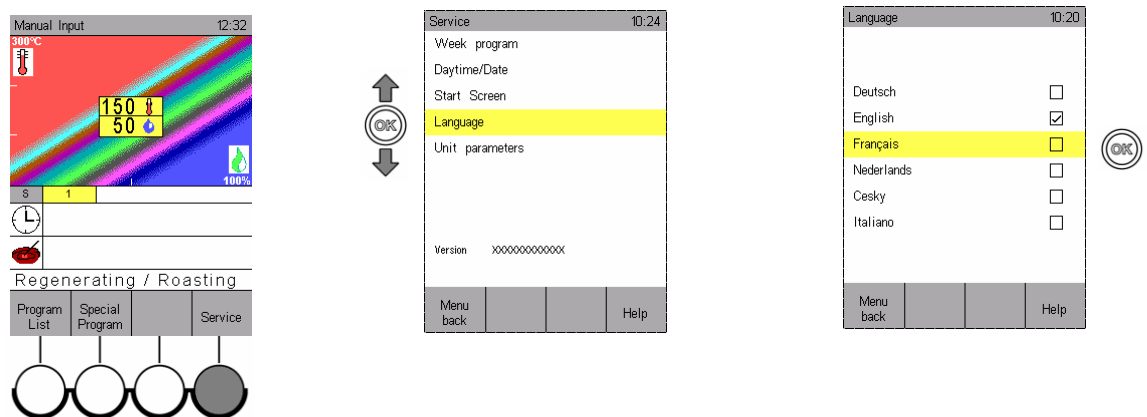 Manual Input 12:32
300°C
150
50
100%
S 1
Regenerating / Roasting
Program List
Special Program
Service
Service 10:24
Week program
Daytime/Date
Start Screen
Language
Unit parameters
OK
Version XXXXXXXXXXXX
Menu back
Help
Language 10:20
Deutsch
English
Français
Nederlands
Cesky
Italiano
OK
Menu back
Help